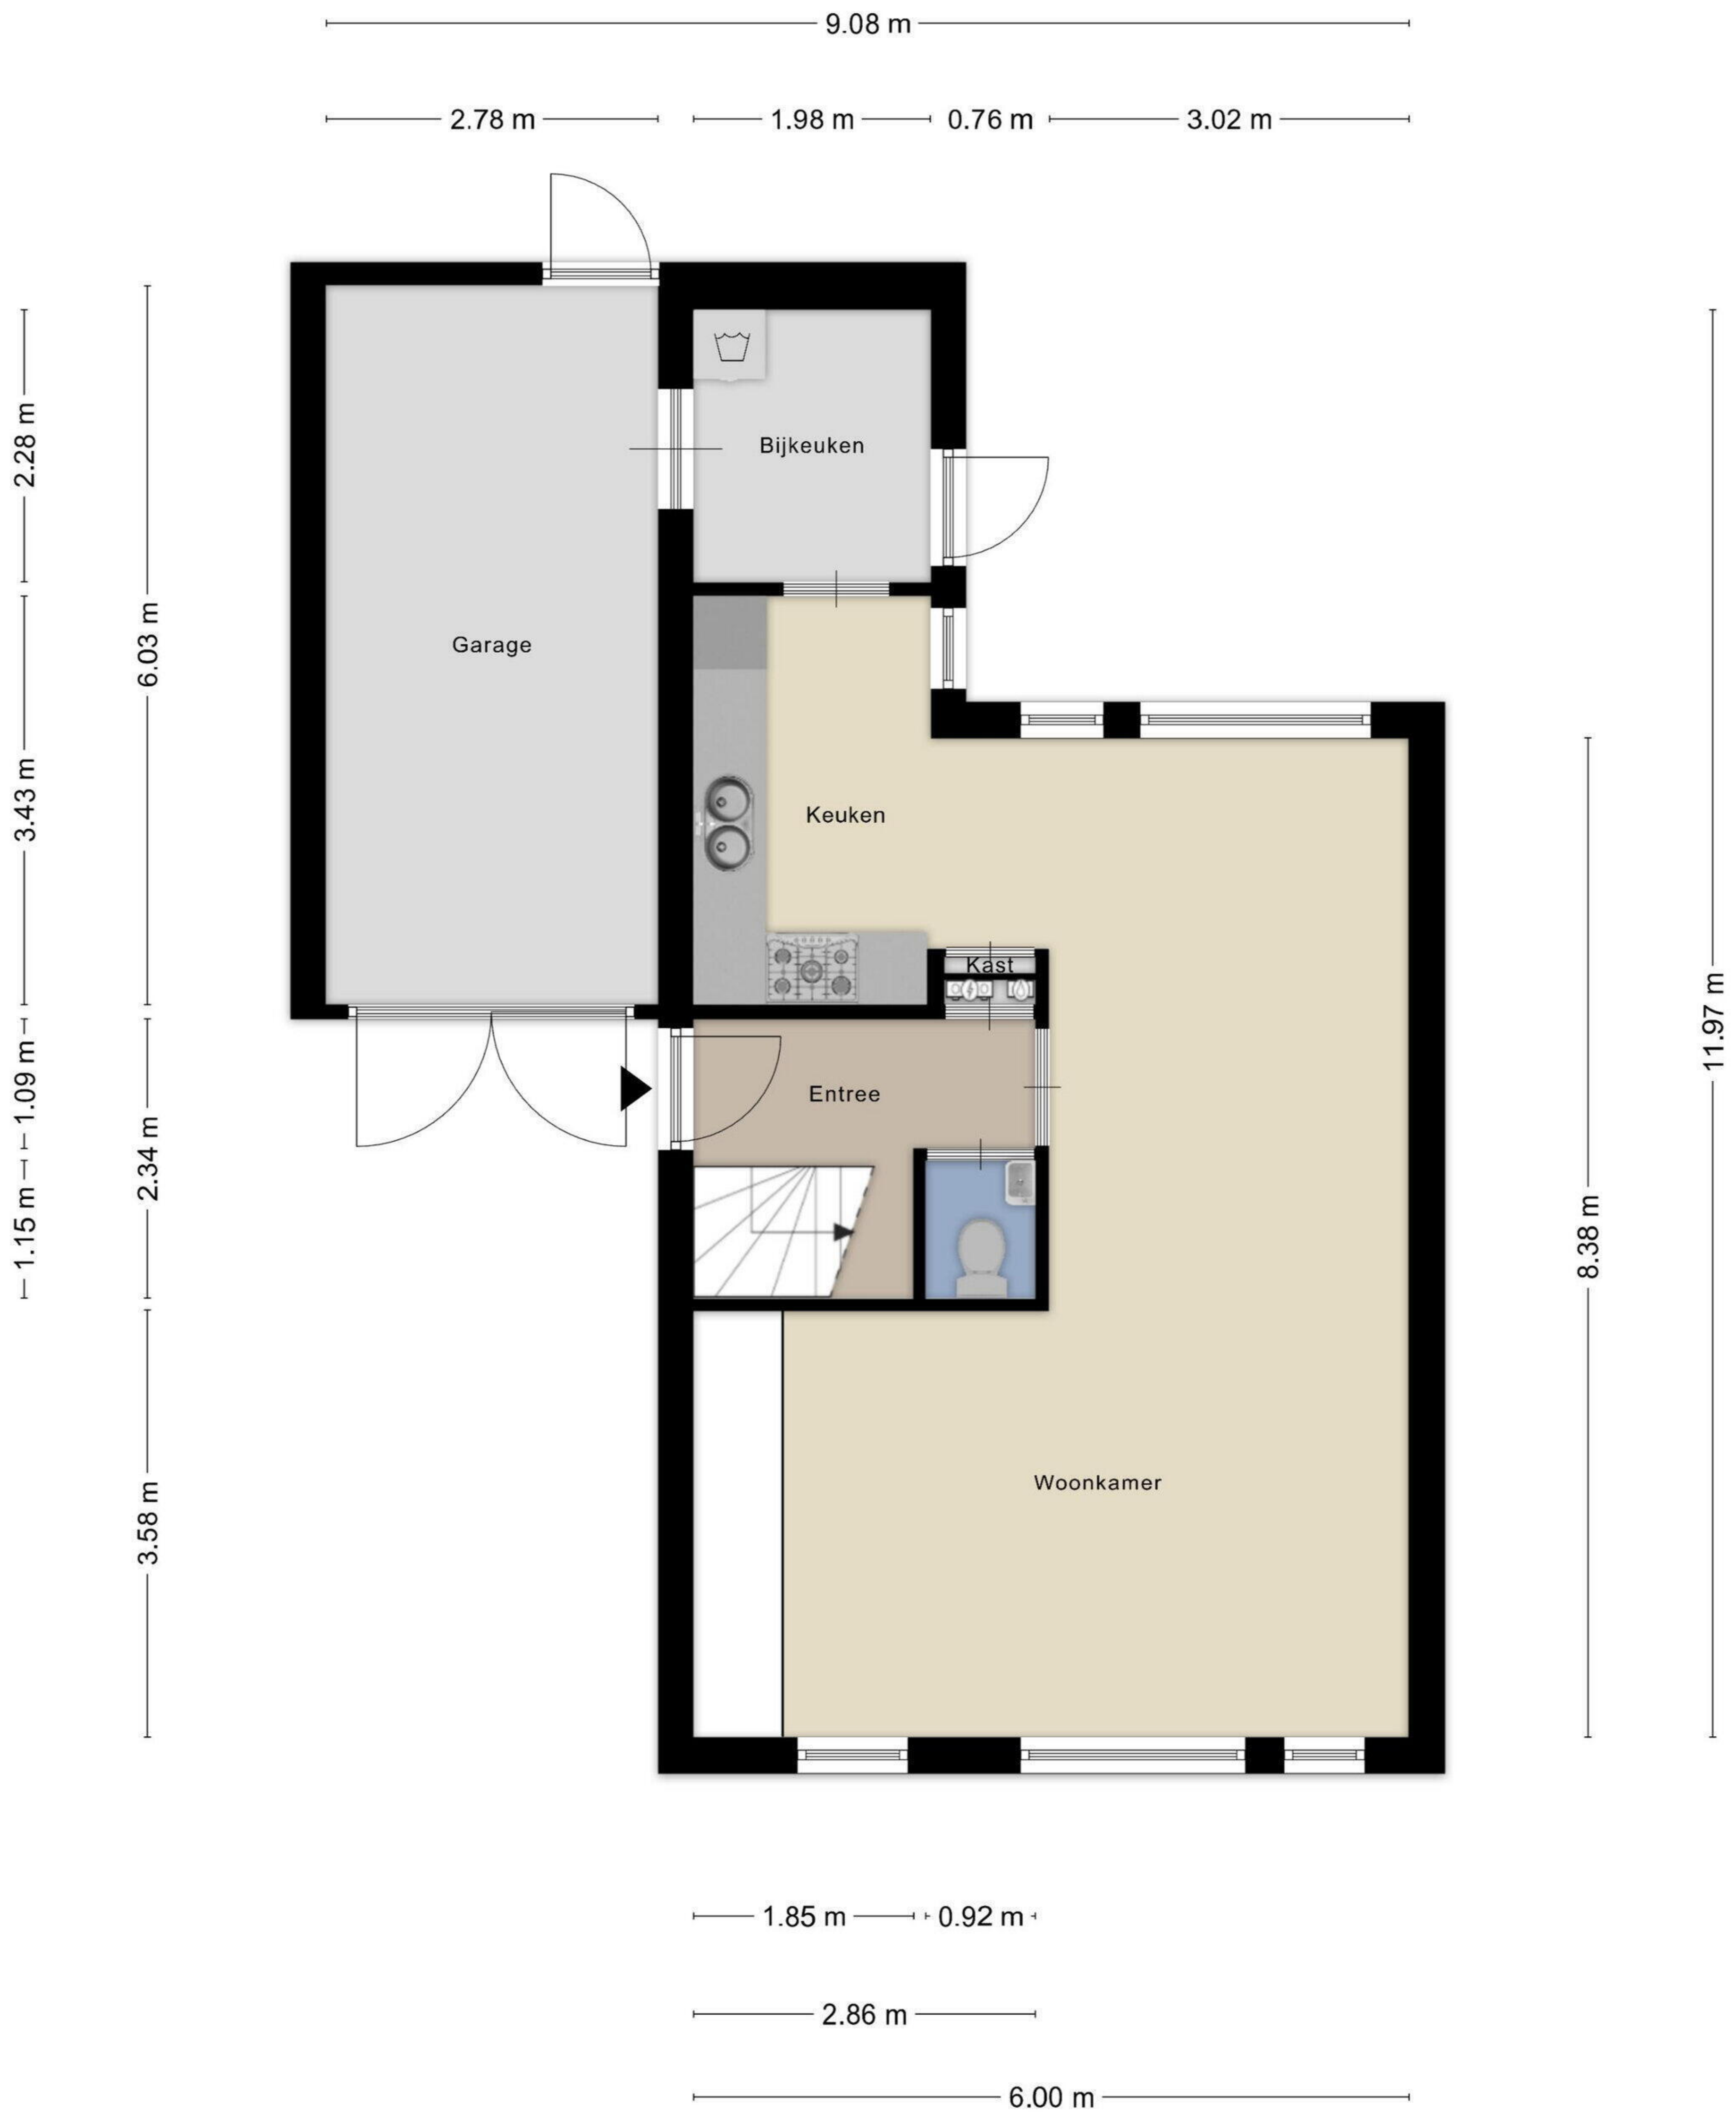 9.08 m
2.78 m
1.98 m
0.76 m
3.02 m
2.28 m
3.43 m
1.09 m
1.15 m
6.03 m
2.34 m
3.58 m
Bijkeuken
Garage
Keuken
Kast
Entree
Woonkamer
8.38 m
11.97 m
1.85 m
0.92 m
2.86 m
6.00 m